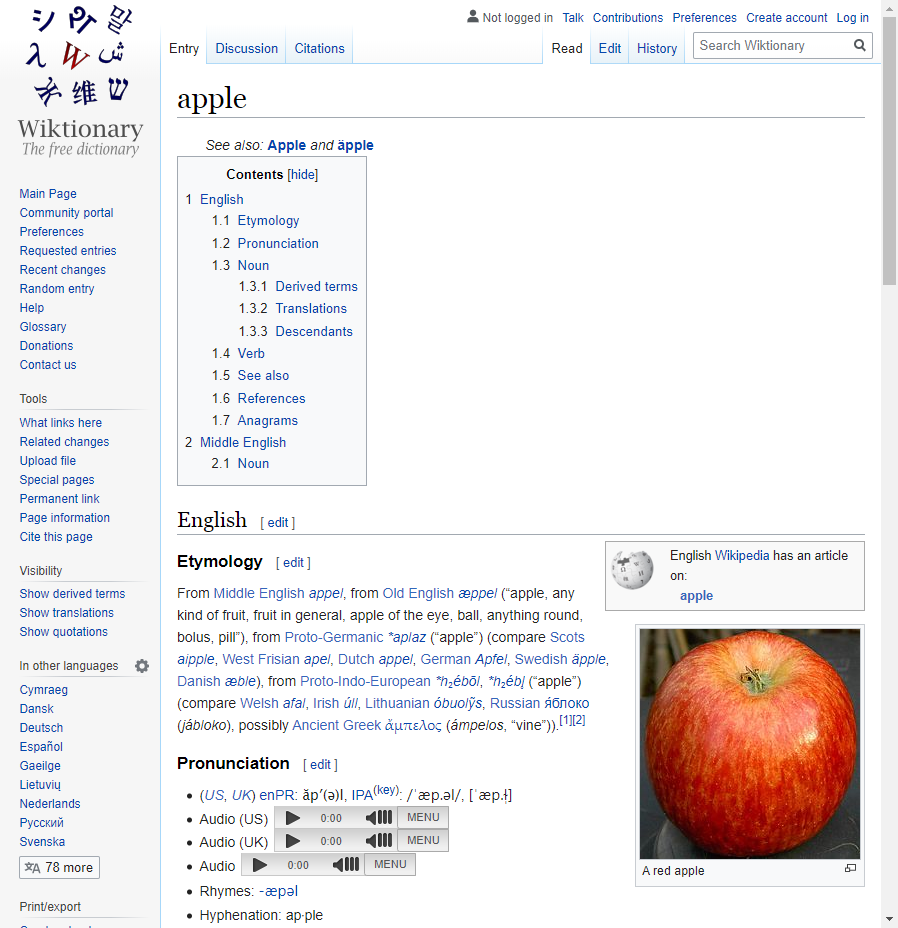 Not logged in Talk Contributions Preferences Create account Log in
Entry Discussion Citations Read Edit History Search Wiktionary
シ 말
λ W ش
维 ש
Wiktionary
The free dictionary
Main Page
Community portal
Preferences
Requested entries
Recent changes
Random entry
Help
Glossary
Donations
Contact us
Tools
What links here
Related changes
Upload file
Special pages
Permanent link
Page information
Cite this page
Visibility
Show derived terms
Show translations
Show quotations
In other languages
Cymraeg
Dansk
Deutsch
Español
Gaeilge
Lietuvių
Nederlands
Русский
Svenska
78 more
Print/export
apple
See also: Apple and äpple
Contents [hide]
1 English
1.1 Etymology
1.2 Pronunciation
1.3 Noun
1.3.1 Derived terms
1.3.2 Translations
1.3.3 Descendants
1.4 Verb
1.5 See also
1.6 References
1.7 Anagrams
2 Middle English
2.1 Noun
English [ edit ]
Etymology [ edit ]
From Middle English appel, from Old English æppel (“apple, any
kind of fruit, fruit in general, apple of the eye, ball, anything round,
bolus, pill”), from Proto-Germanic *aplaz (“apple”) (compare Scots
aipple, West Frisian apel, Dutch appel, German Apfel, Swedish äpple,
Danish æble), from Proto-Indo-European *h₂ébōl, *h₂ébl̥ (“apple”)
(compare Welsh afal, Irish úll, Lithuanian óbuolỹs, Russian я́блоко
(jábloko), possibly Ancient Greek ἄμπελος (ámpelos, “vine”)).[1][2]
English Wikipedia has an article
on:
apple
A red apple
Pronunciation [ edit ]
(US, UK) enPR: ăp′(ə)l, IPA(key): /ˈæp.əl/, [ˈæp.ɫ̩]
Audio (US) 0:00 MENU
Audio (UK) 0:00 MENU
Audio 0:00 MENU
Rhymes: -æpəl
Hyphenation: ap‧ple